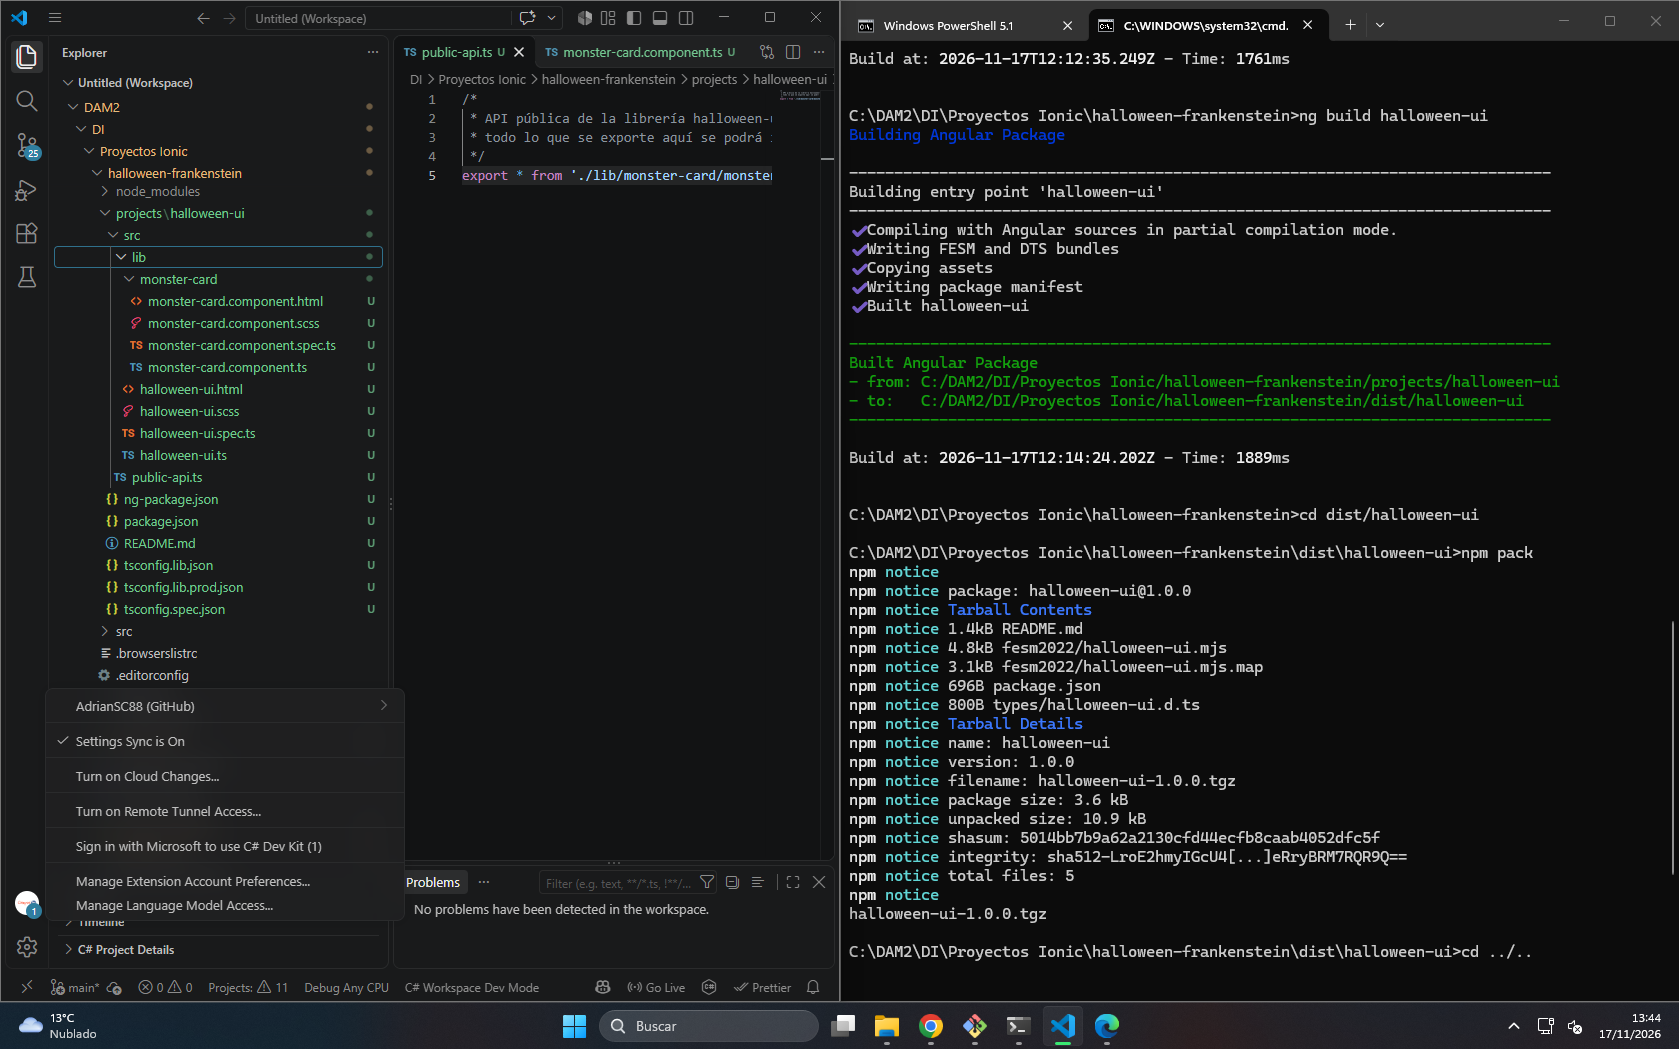 Untitled (Workspace)
Explorer
Untitled (Workspace)
DAM2
DI
Proyectos Ionic
halloween-frankenstein
node_modules
projects\halloween-ui
src
lib
monster-card
monster-card.component.html U
monster-card.component.scss U
monster-card.component.spec.ts U
monster-card.component.ts U
halloween-ui.html U
halloween-ui.scss U
halloween-ui.spec.ts U
halloween-ui.ts U
public-api.ts U
ng-package.json U
package.json U
README.md U
tsconfig.lib.json U
tsconfig.lib.prod.json U
tsconfig.spec.json U
src
.browserslistrc
.editorconfig
AdrianSC88 (GitHub)
Settings Sync is On
Turn on Cloud Changes...
Turn on Remote Tunnel Access...
Sign in with Microsoft to use C# Dev Kit (1)
Manage Extension Account Preferences...
Manage Language Model Access...
Timeline
C# Project Details
25
1
public-api.ts U
monster-card.component.ts U
DI > Proyectos Ionic > halloween-frankenstein > projects > halloween-ui
1 /*
2 * API pública de la librería halloween-
3 * todo lo que se exporte aquí se podrá
4 */
5 export * from './lib/monster-card/monste
Problems
Filter (e.g. text, **/*.ts, !**/...
No problems have been detected in the workspace.
main* 0 0 Projects: 11 Debug Any CPU C# Workspace Dev Mode Go Live Prettier
Windows PowerShell 5.1
C:\WINDOWS\system32\cmd.
Build at: 2026-11-17T12:12:35.249Z - Time: 1761ms
C:\DAM2\DI\Proyectos Ionic\halloween-frankenstein>ng build halloween-ui
Building Angular Package
------------------------------------------------------------------------------
Building entry point 'halloween-ui'
------------------------------------------------------------------------------
✔Compiling with Angular sources in partial compilation mode.
✔Writing FESM and DTS bundles
✔Copying assets
✔Writing package manifest
✔Built halloween-ui
------------------------------------------------------------------------------
Built Angular Package
- from: C:/DAM2/DI/Proyectos Ionic/halloween-frankenstein/projects/halloween-ui
- to:   C:/DAM2/DI/Proyectos Ionic/halloween-frankenstein/dist/halloween-ui
------------------------------------------------------------------------------
Build at: 2026-11-17T12:14:24.202Z - Time: 1889ms
C:\DAM2\DI\Proyectos Ionic\halloween-frankenstein>cd dist/halloween-ui
C:\DAM2\DI\Proyectos Ionic\halloween-frankenstein\dist\halloween-ui>npm pack
npm notice
npm notice package: halloween-ui@1.0.0
npm notice Tarball Contents
npm notice 1.4kB README.md
npm notice 4.8kB fesm2022/halloween-ui.mjs
npm notice 3.1kB fesm2022/halloween-ui.mjs.map
npm notice 696B package.json
npm notice 800B types/halloween-ui.d.ts
npm notice Tarball Details
npm notice name: halloween-ui
npm notice version: 1.0.0
npm notice filename: halloween-ui-1.0.0.tgz
npm notice package size: 3.6 kB
npm notice unpacked size: 10.9 kB
npm notice shasum: 5014bb7b9a62a2130cfd44ecfb8caab4052dfc5f
npm notice integrity: sha512-LroE2hmyIGcU4[...]eRryBRM7RQR9Q==
npm notice total files: 5
npm notice
halloween-ui-1.0.0.tgz
C:\DAM2\DI\Proyectos Ionic\halloween-frankenstein\dist\halloween-ui>cd ../..
13°C
Nublado
Buscar
13:44
17/11/2026